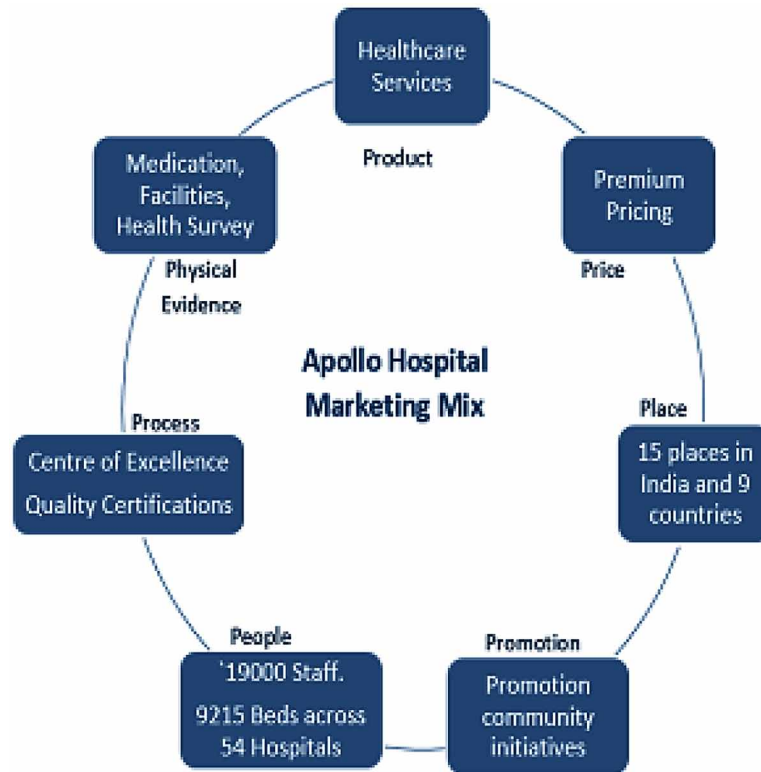 Healthcare
Services
Product
Premium
Pricing
Price
Place
15 places in
India and 9
countries
Promotion
Promotion
community
initiatives
People
'19000 Staff.
9215 Beds across
54 Hospitals
Process
Centre of Excellence
Quality Certifications
Medication,
Facilities,
Health Survey
Physical
Evidence
Apollo Hospital
Marketing Mix